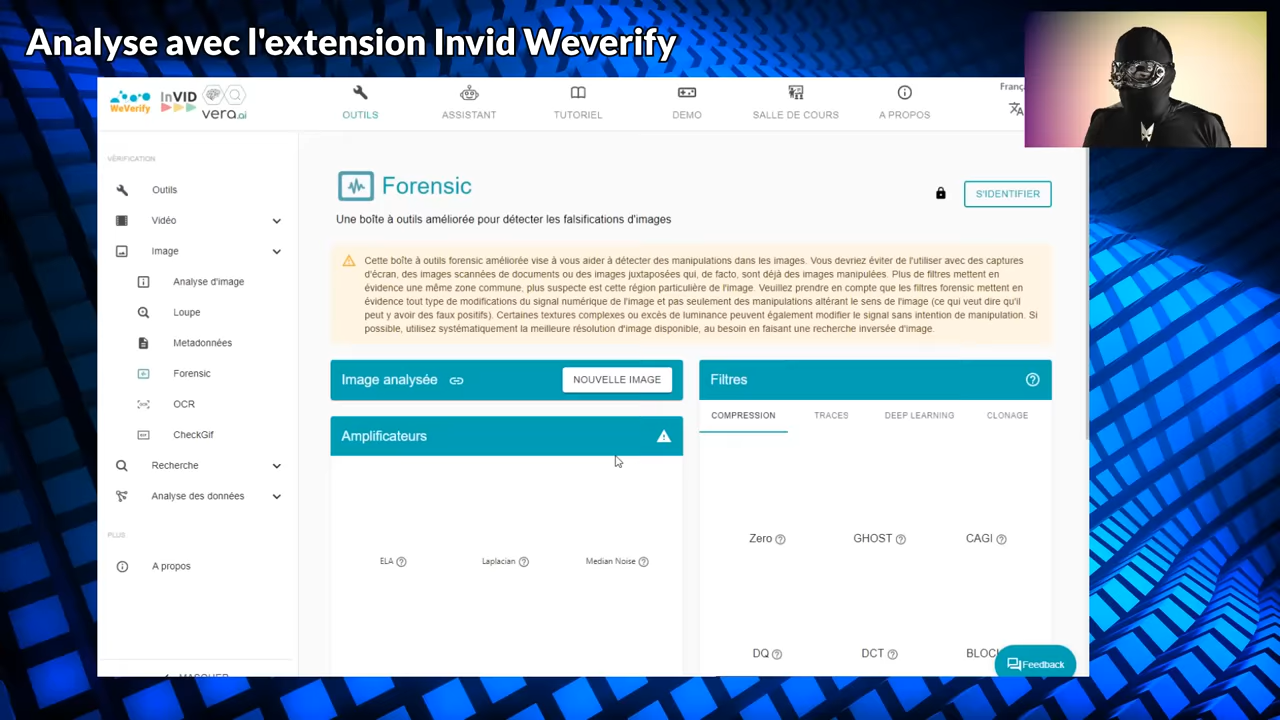 Analyse avec l'extension Invid Weverify
WeVerify
InVID
vera.ai
OUTILS
ASSISTANT
TUTORIEL
DEMO
SALLE DE COURS
A PROPOS
VÉRIFICATION
Outils
Vidéo
Image
Analyse d'image
Loupe
Metadonnées
Forensic
OCR
CheckGif
Recherche
Analyse des données
PLUS
A propos
Forensic
S'IDENTIFIER
Une boîte à outils améliorée pour détecter les falsifications d'images
Cette boîte à outils forensic améliorée vise à vous aider à détecter des manipulations dans les images. Vous devriez éviter de l'utiliser avec des captures
d'écran, des images scannées de documents ou des images juxtaposées qui, de facto, sont déjà des images manipulées. Plus de filtres mettent en
évidence une même zone commune, plus suspecte est cette région particulière de l'image. Veuillez prendre en compte que les filtres forensic mettent en
évidence tout type de modifications du signal numérique de l'image et pas seulement des manipulations altérant le sens de l'image (ce qui veut dire qu'il
peut y avoir des faux positifs). Certaines textures complexes ou excès de luminance peuvent également modifier le signal sans intention de manipulation. Si
possible, utilisez systématiquement la meilleure résolution d'image disponible, au besoin en faisant une recherche inversée d'image.
Image analysée
NOUVELLE IMAGE
Filtres
COMPRESSION
TRACES
DEEP LEARNING
CLONAGE
Amplificateurs
ELA
Laplacian
Median Noise
Zero
GHOST
CAGI
DQ
DCT
Feedback